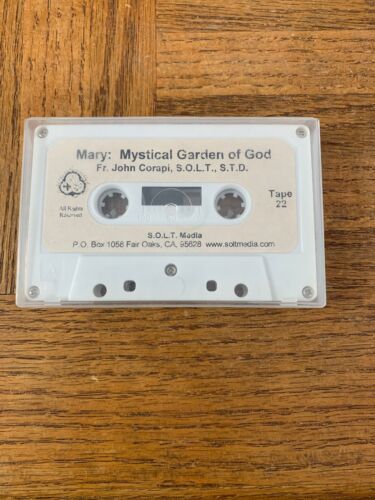 Mary: Mystical Garden of God
Fr. John Corapi, S.O.L.T., S.T.D.
Tape
22
All Rights
Reserved
S.O.L.T. Media
P.O. Box 1056 Fair Oaks, CA, 95628 www.soltmedia.com